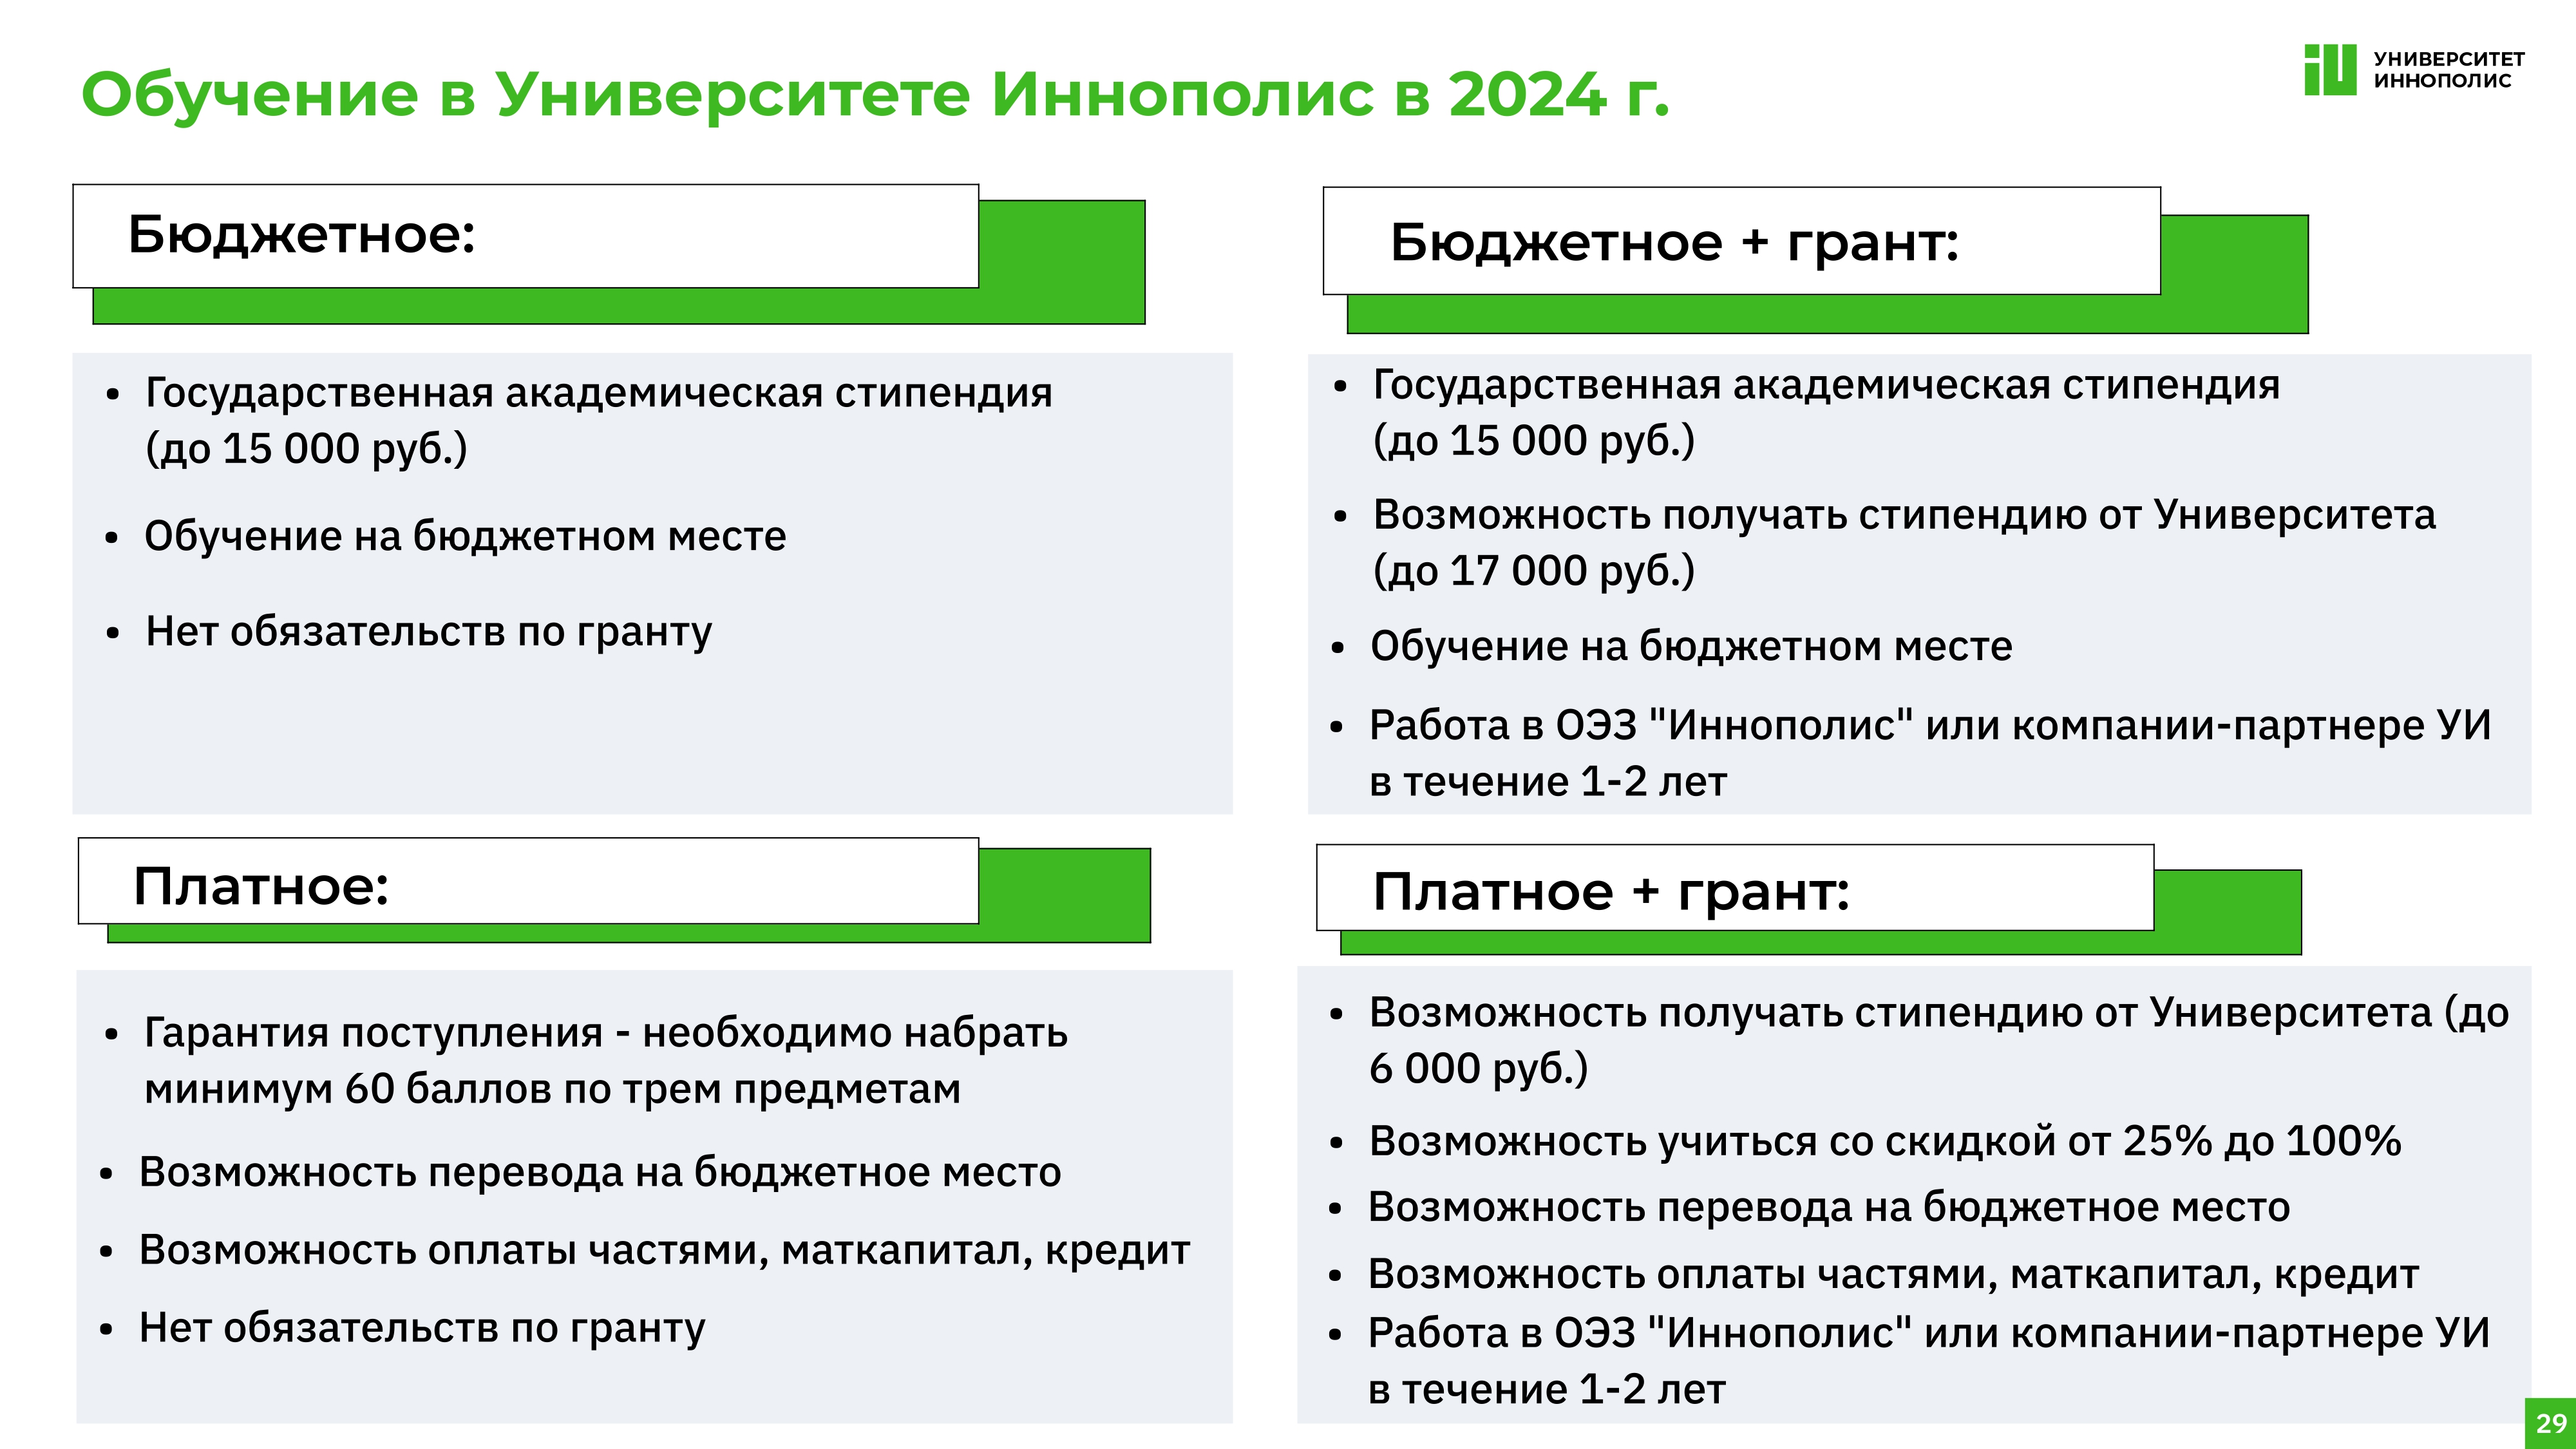 Обучение в Университете Иннополис в 2024 г.
УНИВЕРСИТЕТ
ИННОПОЛИС
Бюджетное:
• Государственная академическая стипендия
(до 15 000 руб.)
• Обучение на бюджетном месте
• Нет обязательств по гранту
Бюджетное + грант:
• Государственная академическая стипендия
(до 15 000 руб.)
• Возможность получать стипендию от Университета
(до 17 000 руб.)
• Обучение на бюджетном месте
• Работа в ОЭЗ "Иннополис" или компании-партнере УИ
в течение 1-2 лет
Платное:
• Гарантия поступления - необходимо набрать
минимум 60 баллов по трем предметам
• Возможность перевода на бюджетное место
• Возможность оплаты частями, маткапитал, кредит
• Нет обязательств по гранту
Платное + грант:
• Возможность получать стипендию от Университета (до
6 000 руб.)
• Возможность учиться со скидкой от 25% до 100%
• Возможность перевода на бюджетное место
• Возможность оплаты частями, маткапитал, кредит
• Работа в ОЭЗ "Иннополис" или компании-партнере УИ
в течение 1-2 лет
29